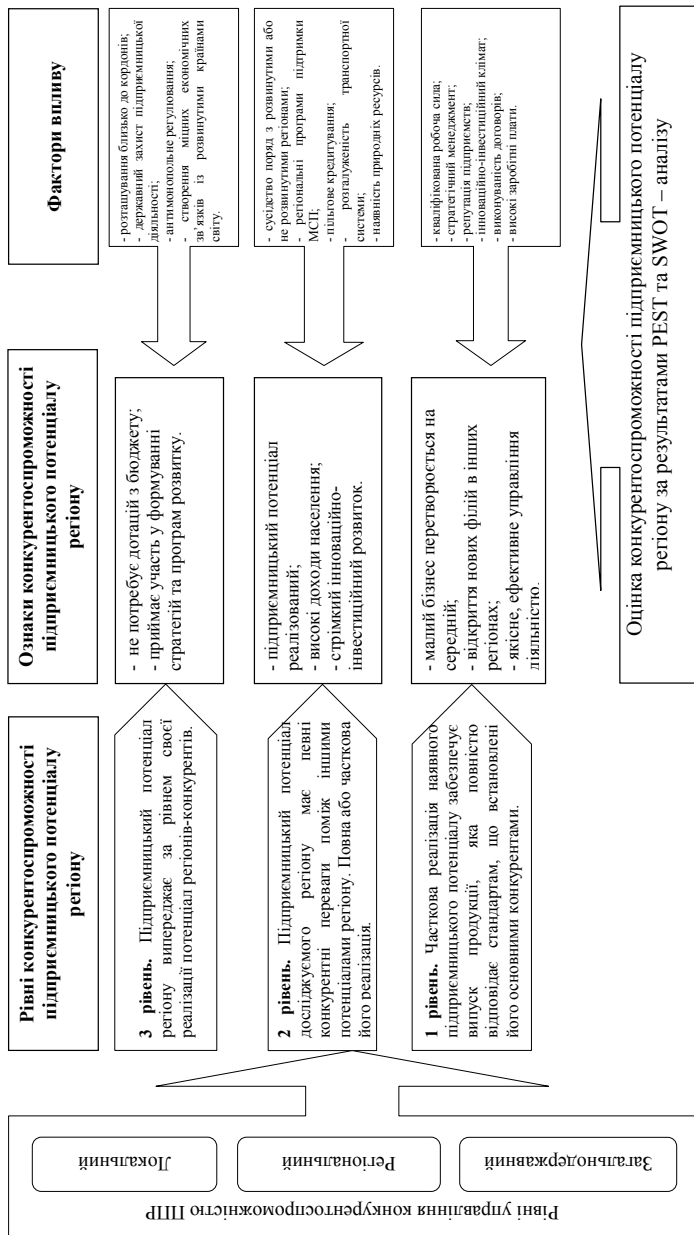 Рівні управління конкурентоспроможністю ППР
Локальний
Регіональний
Загальнодержавний
Рівні конкурентоспроможності
підприємницького потенціалу
регіону
3 рівень. Підприємницький потенціал
регіону випереджає за рівнем своєї
реалізації потенціал регіонів-конкурентів.
2 рівень. Підприємницький потенціал
досліджуємого регіону має певні
конкурентні переваги поміж іншими
потенціалами регіону. Повна або часткова
його реалізація.
1 рівень. Часткова реалізація наявного
підприємницького потенціалу забезпечує
випуск продукції, яка повністю
відповідає стандартам, що встановлені
його основними конкурентами.
Ознаки конкурентоспроможності
підприємницького потенціалу
регіону
- не потребує дотацій з бюджету;
- приймає участь у формуванні
стратегій та програм розвитку.
- підприємницький потенціал
реалізований;
- високі доходи населення;
- стрімкий інноваційно-
інвестиційний розвиток.
- малий бізнес перетворюється на
середній;
- відкриття нових філій в інших
регіонах;
- якісне, ефективне управління
діяльністю.
Фактори впливу
- розташування близько до кордонів;
- державний захист підприємницької
діяльності;
- антимонопольне регулювання;
- створення міцних економічних
зв’язків із розвинутими країнами
світу.
- сусідство поряд з розвинутими або
не розвинутими регіонами;
- регіональні програми підтримки
МСП;
- пільгове кредитування;
- розгалуженість транспортної
системи;
- наявність природних ресурсів.
- кваліфікована робоча сила;
- стратегічний менеджмент;
- репутація підприємств;
- інноваційно-інвестиційний клімат;
- виконуваність договорів;
- високі заробітні плати.
Оцінка конкурентоспроможності підприємницького потенціалу
регіону за результатами PEST та SWOT – аналізу